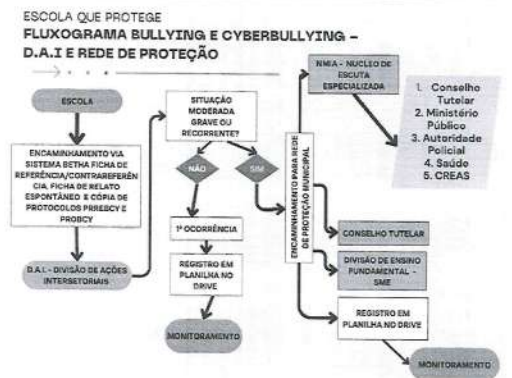 ESCOLA QUE PROTEGE
FLUXOGRAMA BULLYING E CYBERBULLYING –
D.A.I E REDE DE PROTEÇÃO
ESCOLA
ENCAMINHAMENTO VIA
SISTEMA BETHA FICHA DE
REFERÊNCIA/CONTRAREFERÊN
CIA, FICHA DE RELATO
ESPONTÂNEO E CÓPIA DE
PROTOCOLOS PRREBCY E
PROBCY
D.A.I. - DIVISÃO DE AÇÕES
INTERSETORIAIS
SITUAÇÃO
MODERADA
GRAVE OU
RECORRENTE?
NÃO
SIM
1ª OCORRÊNCIA
REGISTRO EM
PLANILHA NO
DRIVE
MONITORAMENTO
ENCAMINHAMENTO PARA REDE
DE PROTEÇÃO MUNICIPAL
NMIA - NUCLEO DE
ESCUTA
ESPECIALIZADA
1. Conselho
Tutelar
2. Ministério
Público
3. Autoridade
Policial
4. Saúde
5. CREAS
CONSELHO TUTELAR
DIVISÃO DE ENSINO
FUNDAMENTAL -
SME
REGISTRO EM
PLANILHA NO DRIVE
MONITORAMENTO